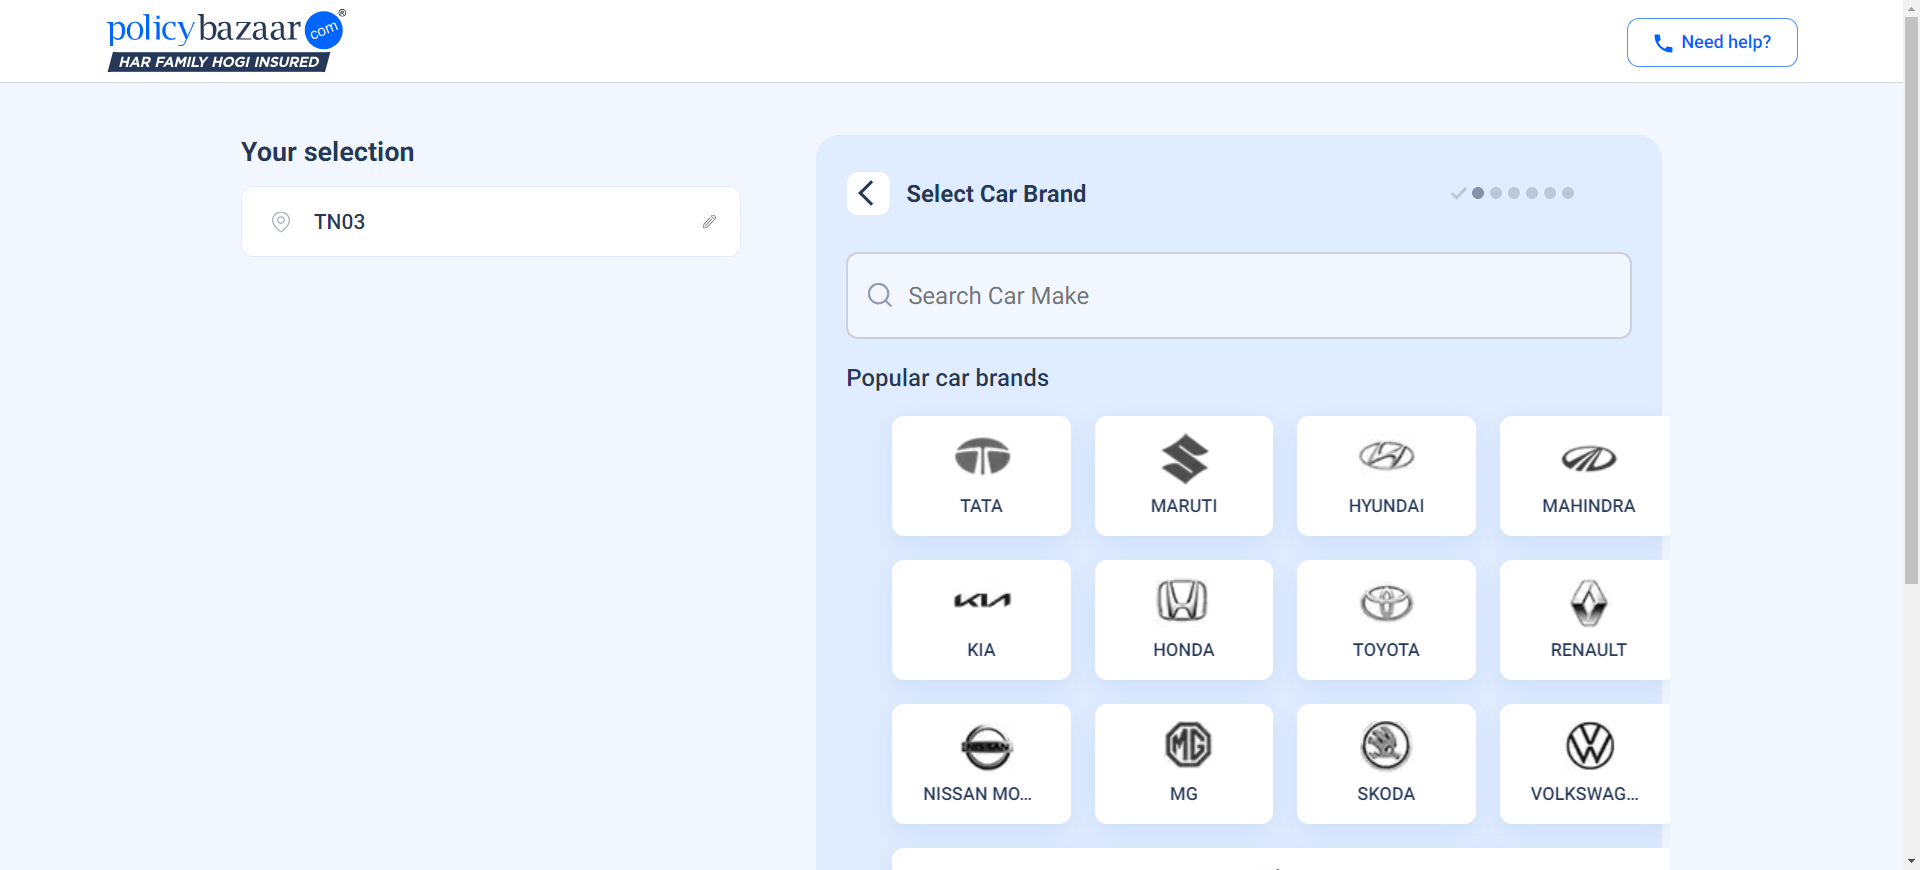 policybazaar com®
HAR FAMILY HOGI INSURED
Need help?
Your selection
TN03
Select Car Brand
Search Car Make
Popular car brands
TATA
MARUTI
HYUNDAI
MAHINDRA
KIA
HONDA
TOYOTA
RENAULT
NISSAN MO...
MG
SKODA
VOLKSWAG...